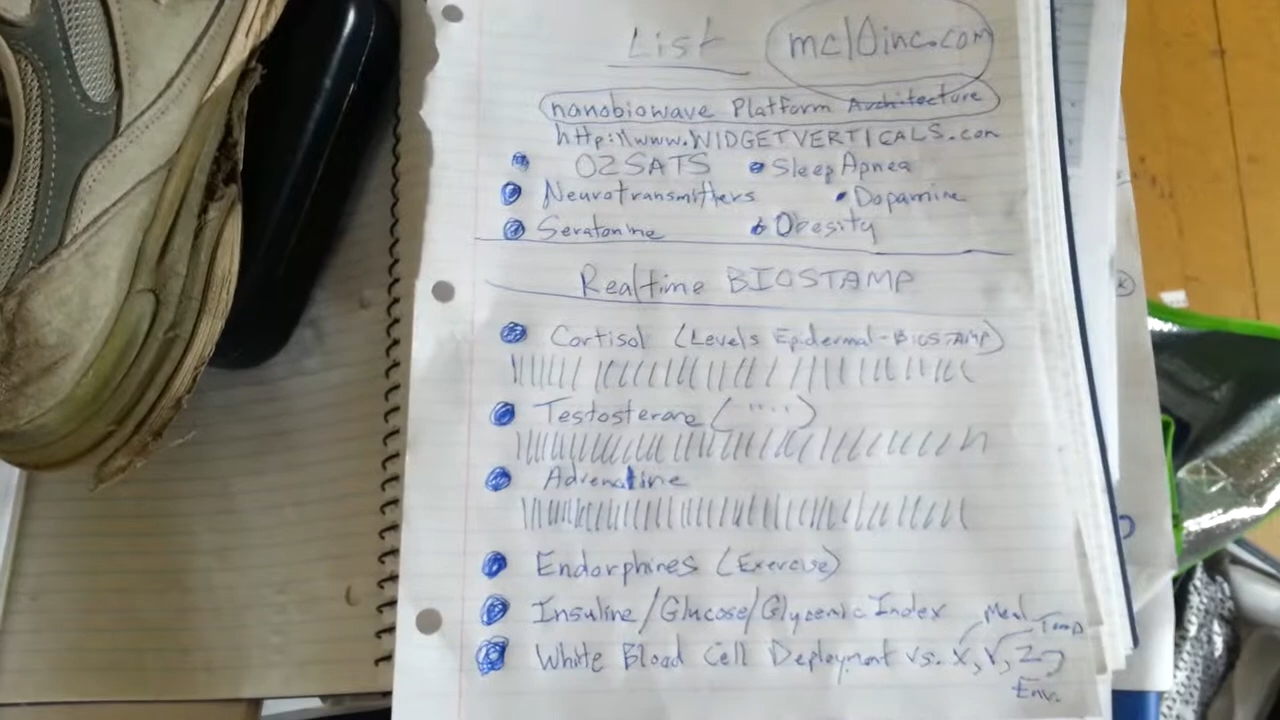 List mc10inc.com
nanobiowave Platform Architecture
http://www.WIDGETVERTICALS.com
O2SATS • Sleep Apnea
Neurotransmitters • Dopamine
Seratonine • Obesity
Realtime BIOSTAMP
Cortisol (Levels Epidermal-BIOSTAMP)
Testosterone (")
Adrenaline
Endorphines (Exercise)
Insuline/Glucose/Glycemic Index
Meal Temp
White Blood Cell Deployment vs. X, Y, Z
Env.